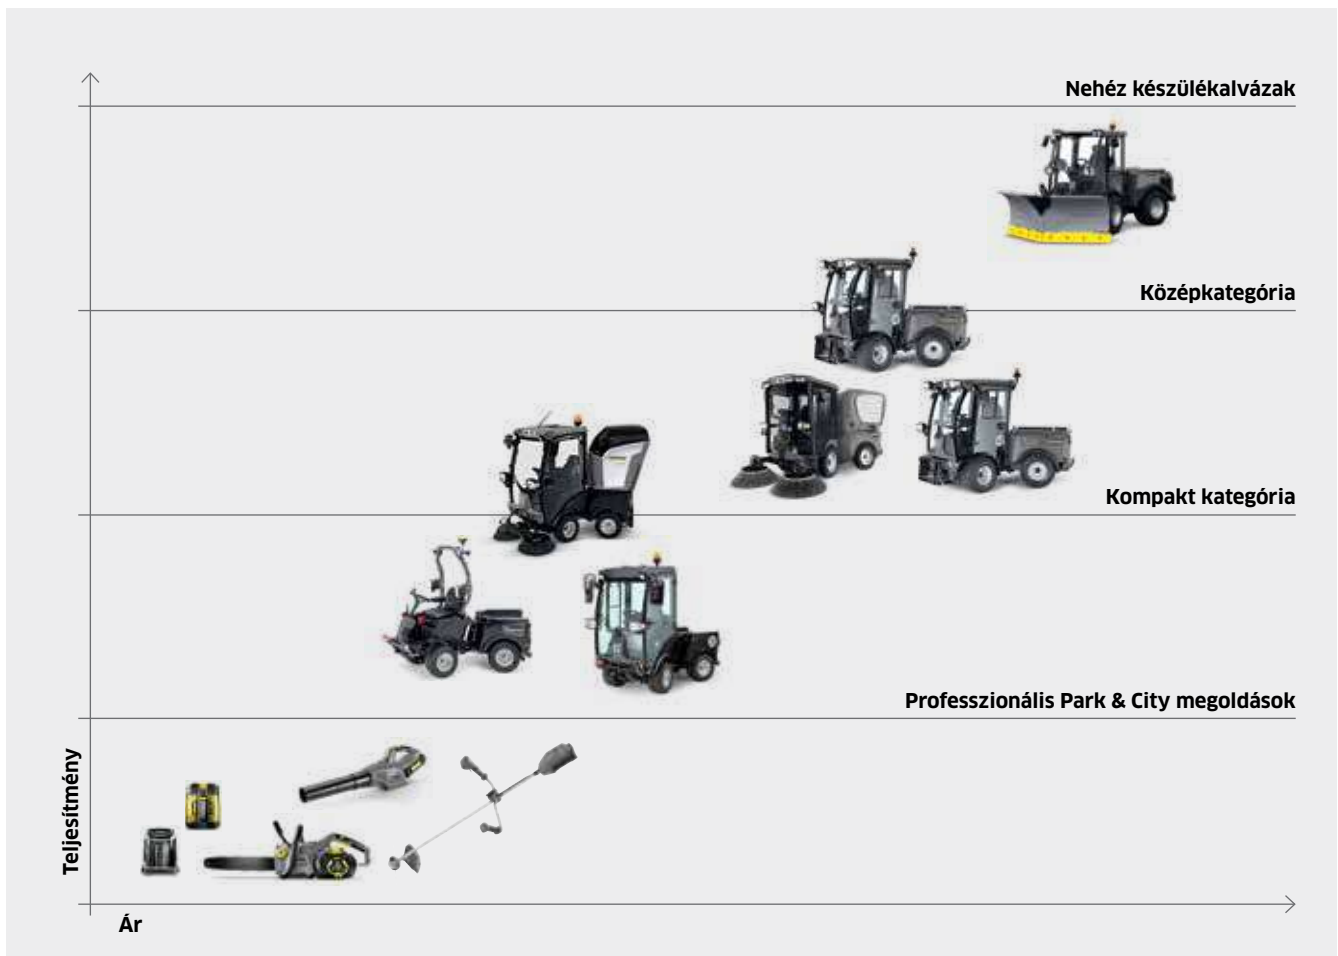 Nehéz készülékalvázak
Középkategória
Kompakt kategória
Professzionális Park & City megoldások
Teljesítmény
Ár